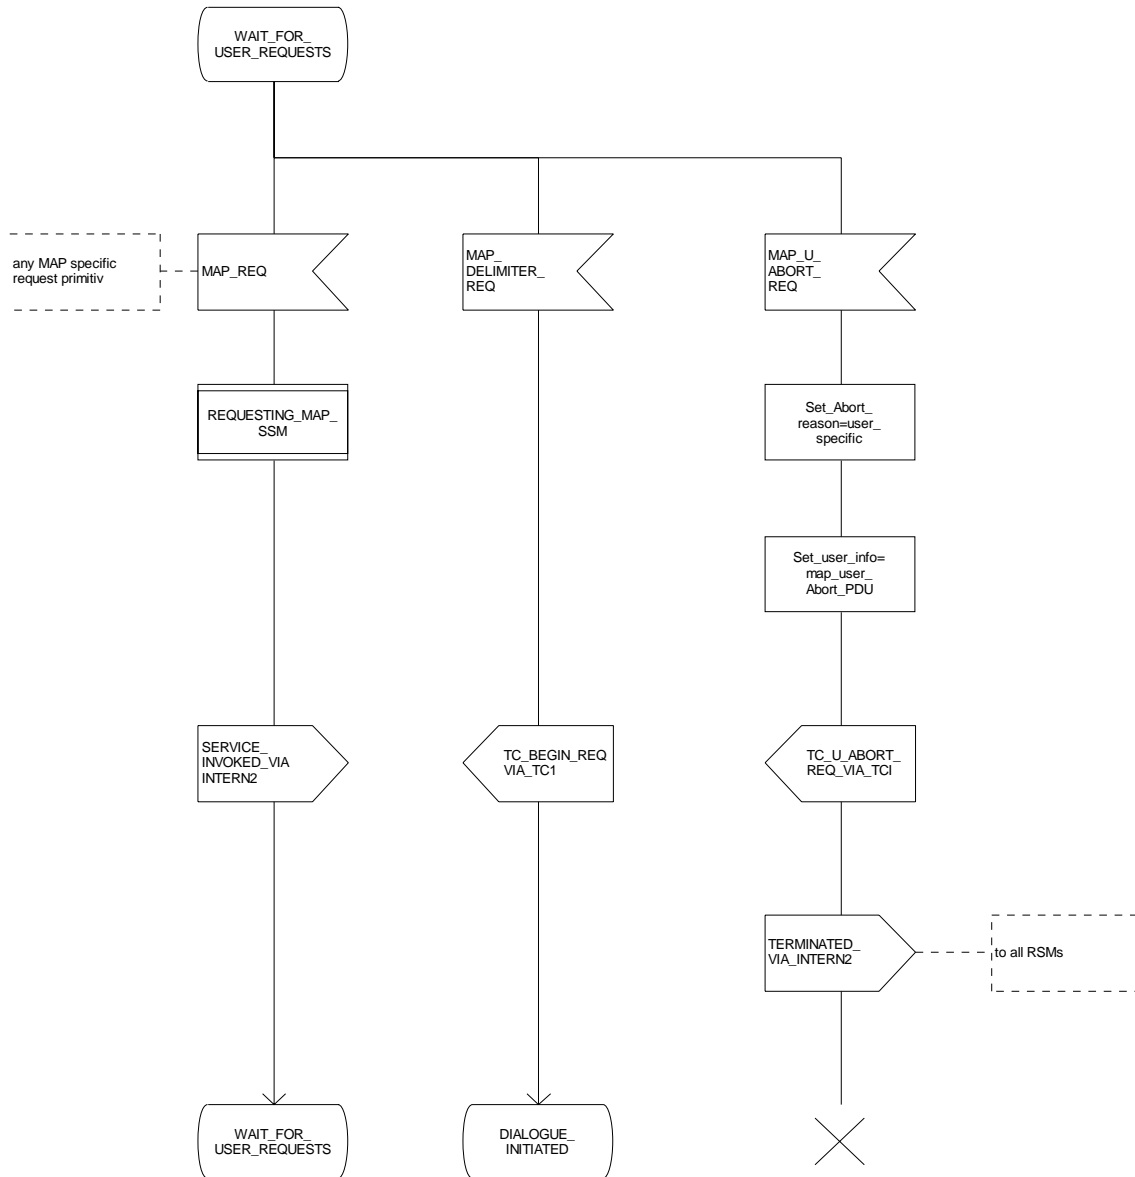 WAIT_FOR_
USER_REQUESTS
any MAP specific
request primitiv
MAP_REQ
MAP_
DELIMITER_
REQ
MAP_U_
ABORT_
REQ
REQUESTING_MAP_
SSM
Set_Abort_
reason=user_
specific
Set_user_info=
map_user_
Abort_PDU
SERVICE_
INVOKED_VIA
INTERN2
TC_BEGIN_REQ
VIA_TC1
TC_U_ABORT_
REQ_VIA_TCI
TERMINATED_
VIA_INTERN2
to all RSMs
WAIT_FOR_
USER_REQUESTS
DIALOGUE_
INITIATED